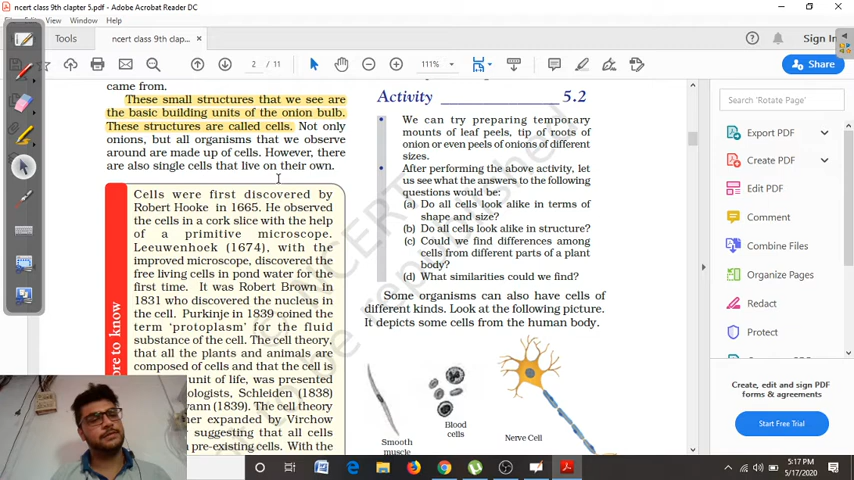 ncert class 9th clapter 5.pdf - Adobe Acrobat Reader DC
File Edit View Sign Window Help
Tools
ncert class 9th clap...
×
Sign In
2 / 11
111%
Share
came from.
These small structures that we see are
the basic building units of the onion bulb.
These structures are called cells. Not only
onions, but all organisms that we observe
around are made up of cells. However, there
are also single cells that live on their own.
Cells were first discovered by
Robert Hooke in 1665. He observed
the cells in a cork slice with the help
of a primitive microscope.
Leeuwenhoek (1674), with the
improved microscope, discovered the
free living cells in pond water for the
first time. It was Robert Brown in
1831 who discovered the nucleus in
the cell. Purkinje in 1839 coined the
term ‘protoplasm’ for the fluid
substance of the cell. The cell theory,
that all the plants and animals are
composed of cells and that the cell is
unit of life, was presented
ologists, Schleiden (1838)
ann (1839). The cell theory
her expanded by Virchow
suggesting that all cells
pre-existing cells. With the
ore to know
Activity 5.2
• We can try preparing temporary
mounts of leaf peels, tip of roots of
onion or even peels of onions of different
sizes.
• After performing the above activity, let
us see what the answers to the following
questions would be:
(a) Do all cells look alike in terms of
shape and size?
(b) Do all cells look alike in structure?
(c) Could we find differences among
cells from different parts of a plant
body?
(d) What similarities could we find?
Some organisms can also have cells of
different kinds. Look at the following picture.
It depicts some cells from the human body.
Smooth
muscle
Blood
cells
Nerve Cell
© NCERT
be republished
Search 'Rotate Page'
Export PDF
Create PDF
Edit PDF
Comment
Combine Files
Organize Pages
Redact
Protect
Create, edit and sign PDF
forms & agreements
Start Free Trial
5:17 PM
5/17/2020